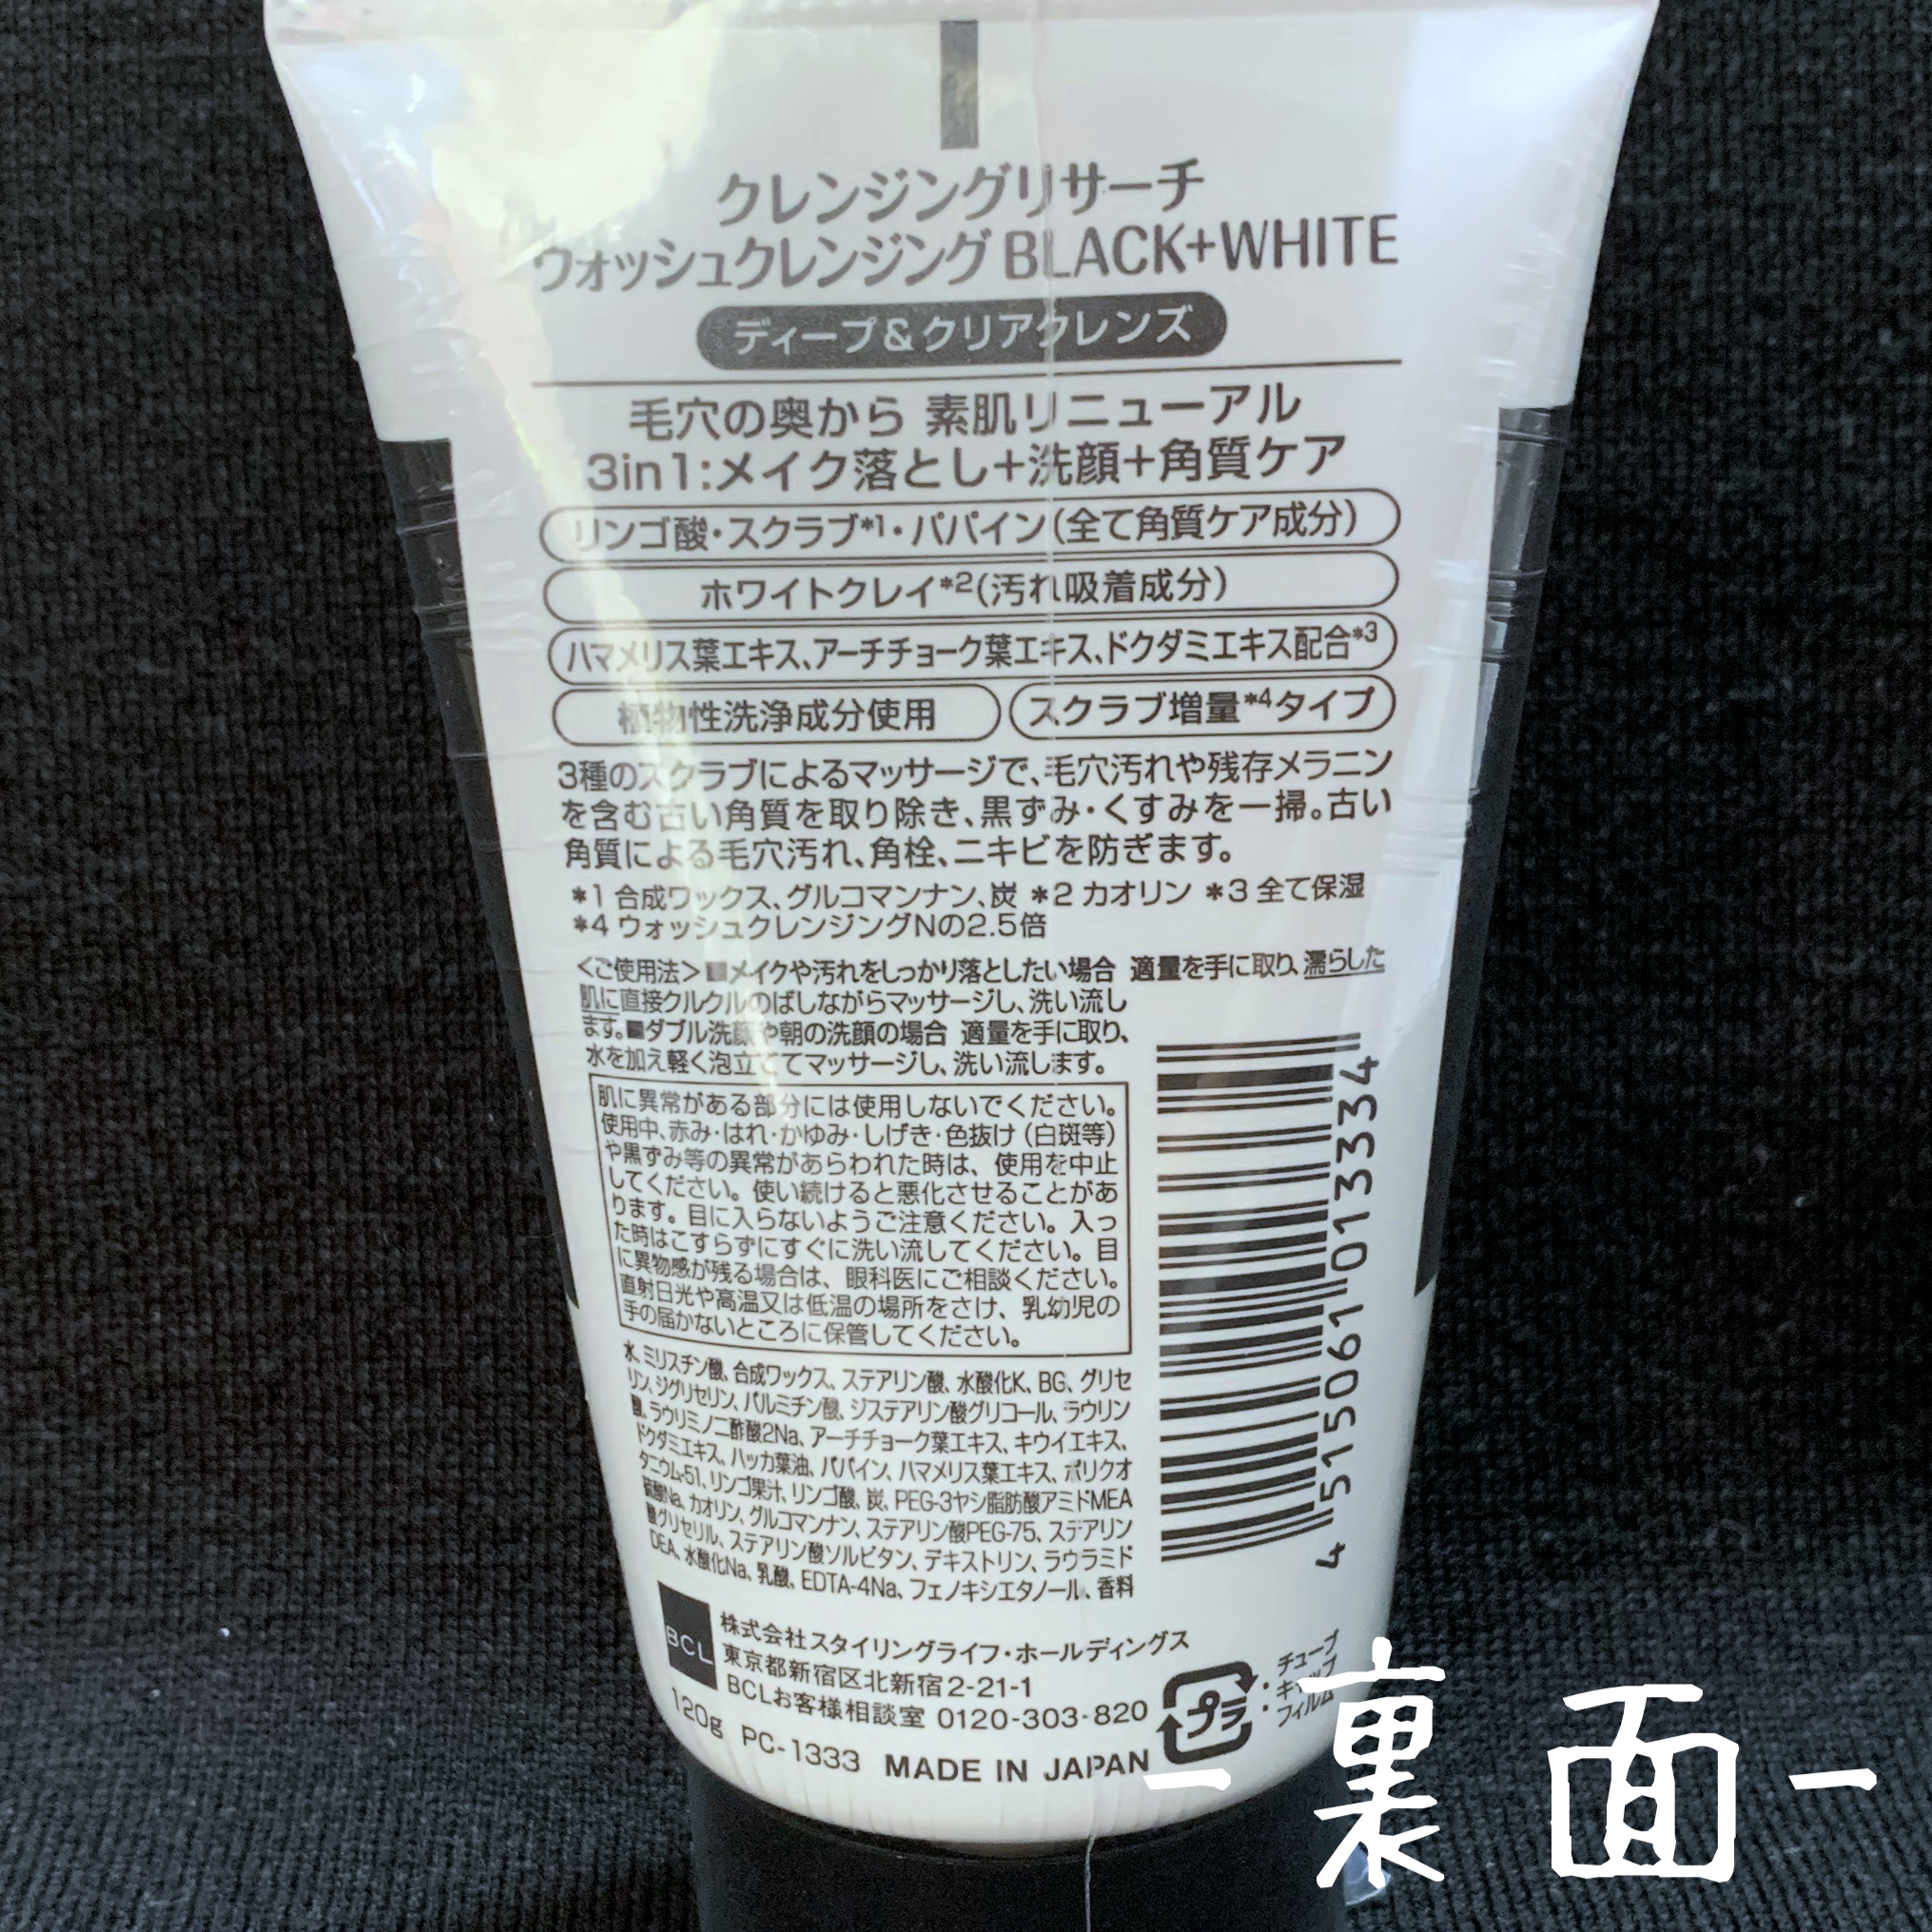 クレンジングリサーチ
ウォッシュクレンジング BLACK+WHITE
ディープ&クリアクレンズ
毛穴の奥から 素肌リニューアル
3in1:メイク落とし+洗顔+角質ケア
リンゴ酸・スクラブ*1・パパイン(全て角質ケア成分)
ホワイトクレイ*2(汚れ吸着成分)
ハマメリス葉エキス、アーチチョーク葉エキス、ドクダミエキス配合*3
植物性洗浄成分使用
スクラブ増量*4タイプ
3種のスクラブによるマッサージで、毛穴汚れや残存メラニン
を含む古い角質を取り除き、黒ずみ・くすみを一掃。古い
角質による毛穴汚れ、角栓、ニキビを防ぎます。
*1 合成ワックス、グルコマンナン、炭 *2 カオリン *3 全て保湿
*4 ウォッシュクレンジングNの2.5倍
<ご使用法>■メイクや汚れをしっかり落としたい場合 適量を手に取り、濡らした
肌に直接クルクルのばしながらマッサージし、洗い流し
ます。■ダブル洗顔や朝の洗顔の場合 適量を手に取り、
水を加え軽く泡立ててマッサージし、洗い流します。
肌に異常がある部分には使用しないでください。
使用中、赤み・はれ・かゆみ・しげき・色抜け(白斑等)
や黒ずみ等の異常があらわれた時は、使用を中止
してください。使い続けると悪化させることがあ
ります。目に入らないようご注意ください。入っ
た時はこすらずにすぐに洗い流してください。目
に異物感が残る場合は、眼科医にご相談ください。
直射日光や高温又は低温の場所をさけ、乳幼児の
手の届かないところに保管してください。
水、ミリスチン酸、合成ワックス、ステアリン酸、水酸化K、BG、グリセ
リン、ジグリセリン、パルミチン酸、ジステアリン酸グリコール、ラウリン
酸、ラウリミノ二酢酸2Na、アーチチョーク葉エキス、キウイエキス、
ドクダミエキス、ハッカ葉油、パパイン、ハマメリス葉エキス、ポリクオ
タニウム-51、リンゴ果汁、リンゴ酸、炭、PEG-3ヤシ脂肪酸アミドMEA
硫酸Na、カオリン、グルコマンナン、ステアリン酸PEG-75、ステアリン
酸グリセリル、ステアリン酸ソルビタン、デキストリン、ラウラミド
DEA、水酸化Na、乳酸、EDTA-4Na、フェノキシエタノール、香料
4515061013334
BCL
株式会社スタイリングライフ・ホールディングス
東京都新宿区北新宿2-21-1
BCLお客様相談室 0120-303-820
120g PC-1333 MADE IN JAPAN
プラ
・チューブ
・キャップ
・フィルム
-裏面-